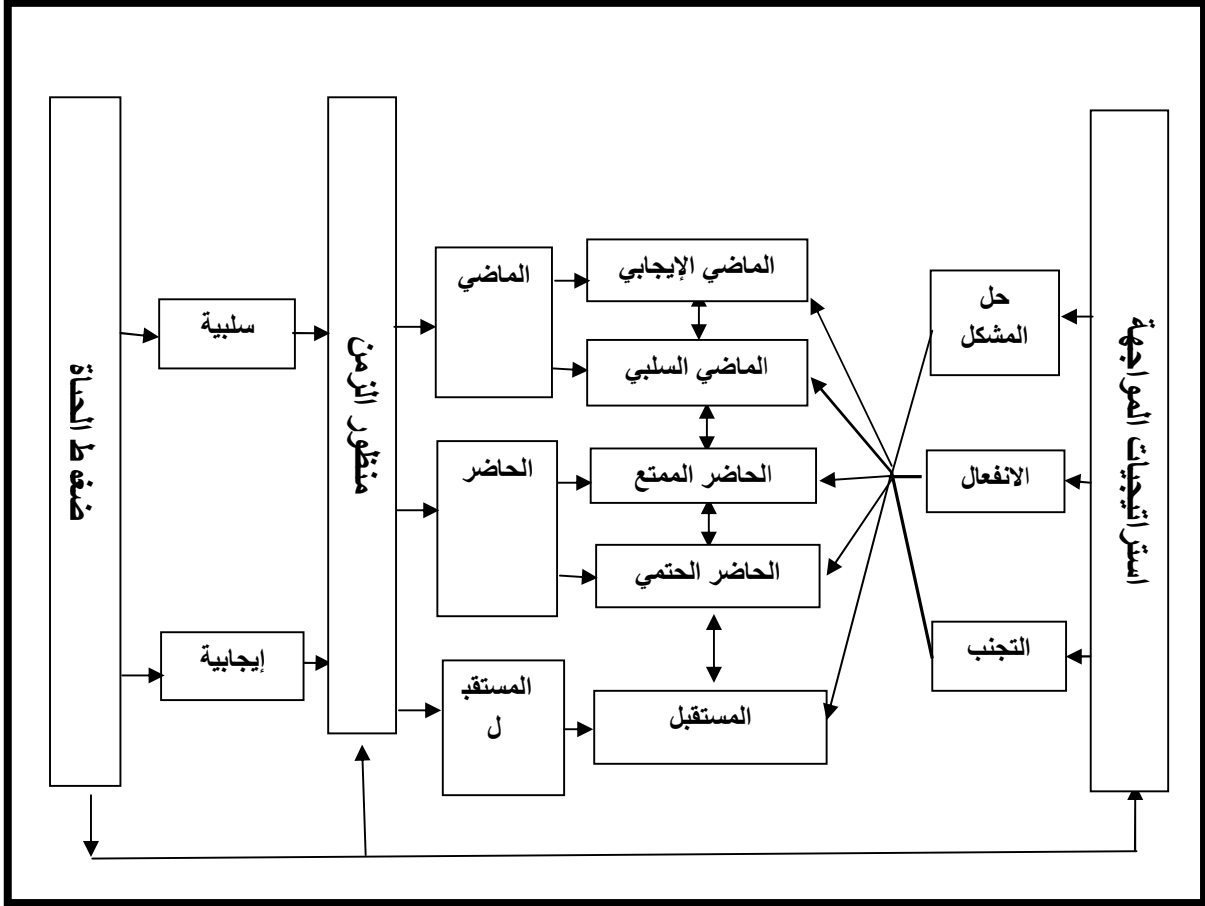 استراتيجيات المواجهة
حل
المشكل
الانفعال
التجنب
الماضي الإيجابي
الماضي السلبي
الحاضر الممتع
الحاضر الحتمي
المستقبل
الماضي
الحاضر
المستقب
ل
منظور الزمن
سلبية
إيجابية
ضغوط الحياة